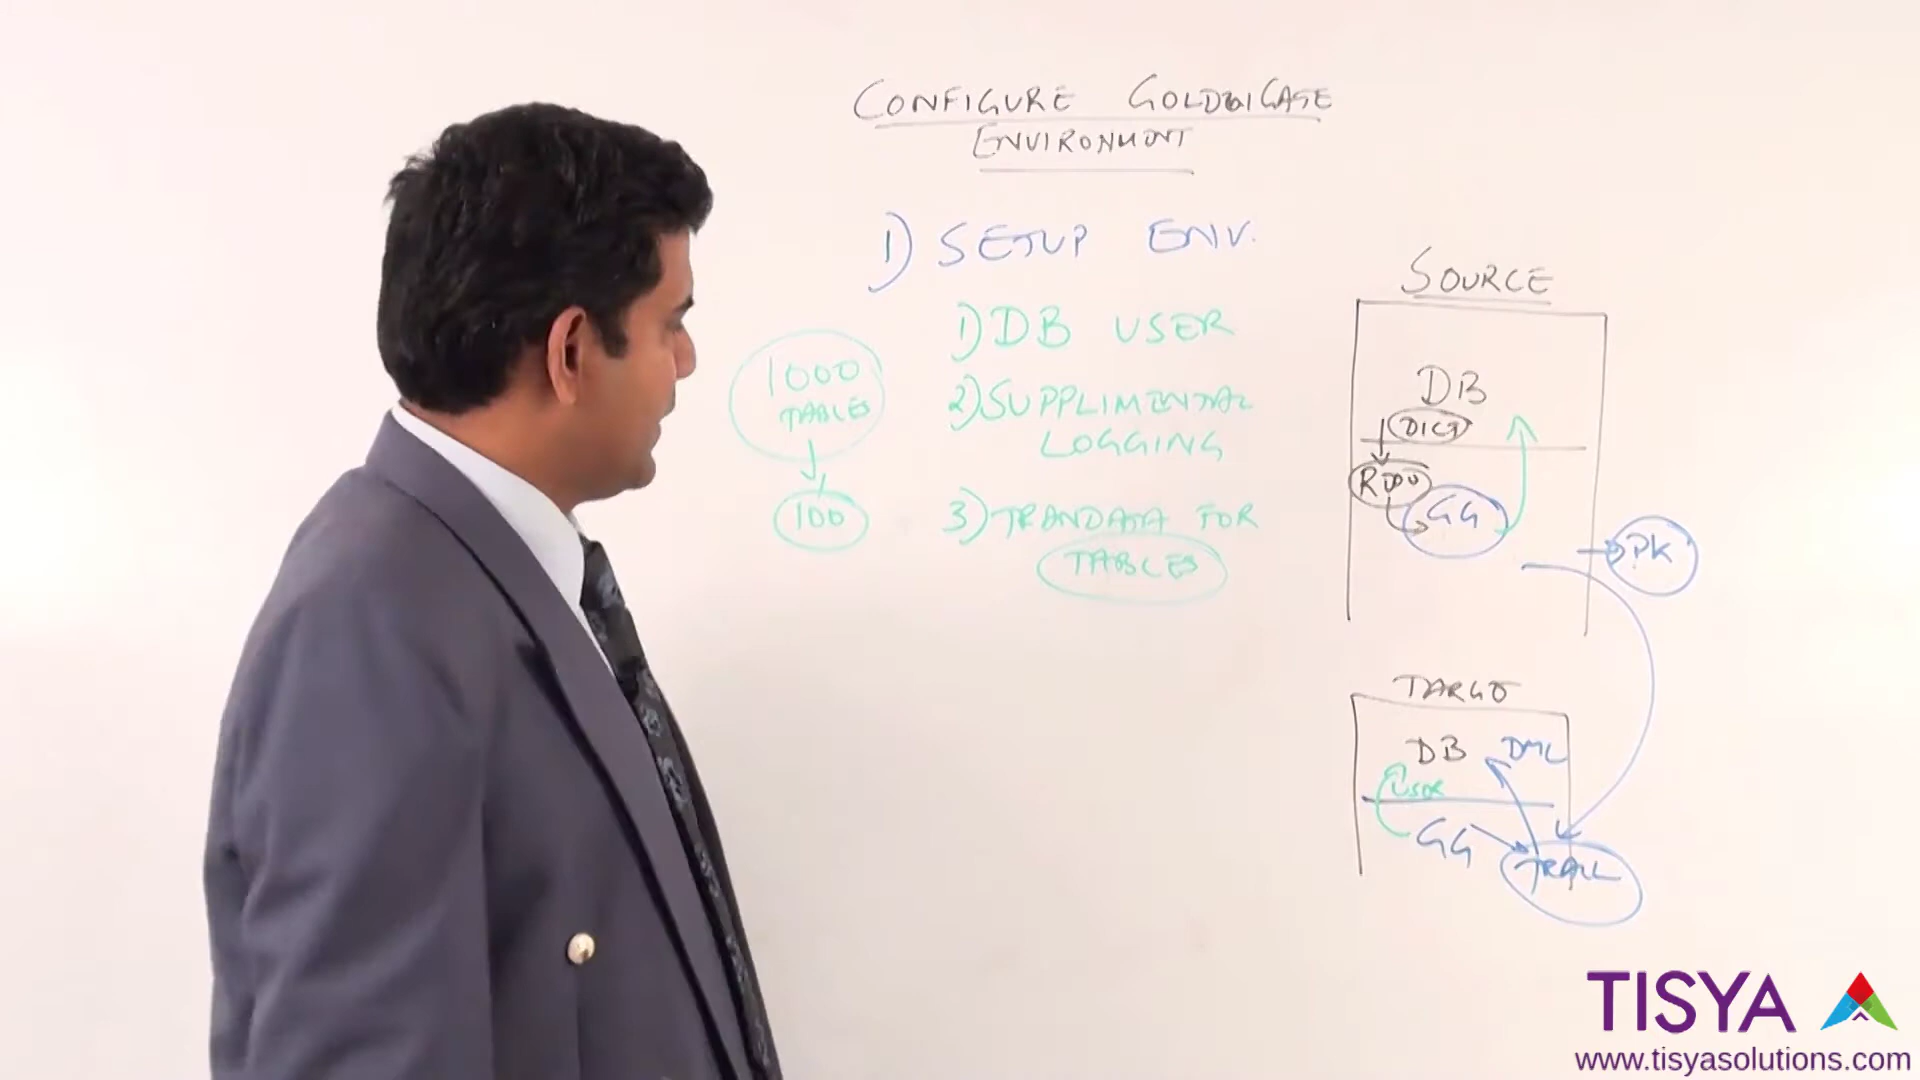 CONFIGURE GOLDENGATE
ENVIRONMENT
1) SETUP ENV.
1) DB USER
2) SUPPLIMENTAL
LOGGING
3) TRANDATA FOR
TABLES
1000
TABLES
100
SOURCE
DB
DICT
REDO
GG
PK
TARGET
DB DML
USER
GG
TRAIL
TISYA
www.tisyasolutions.com